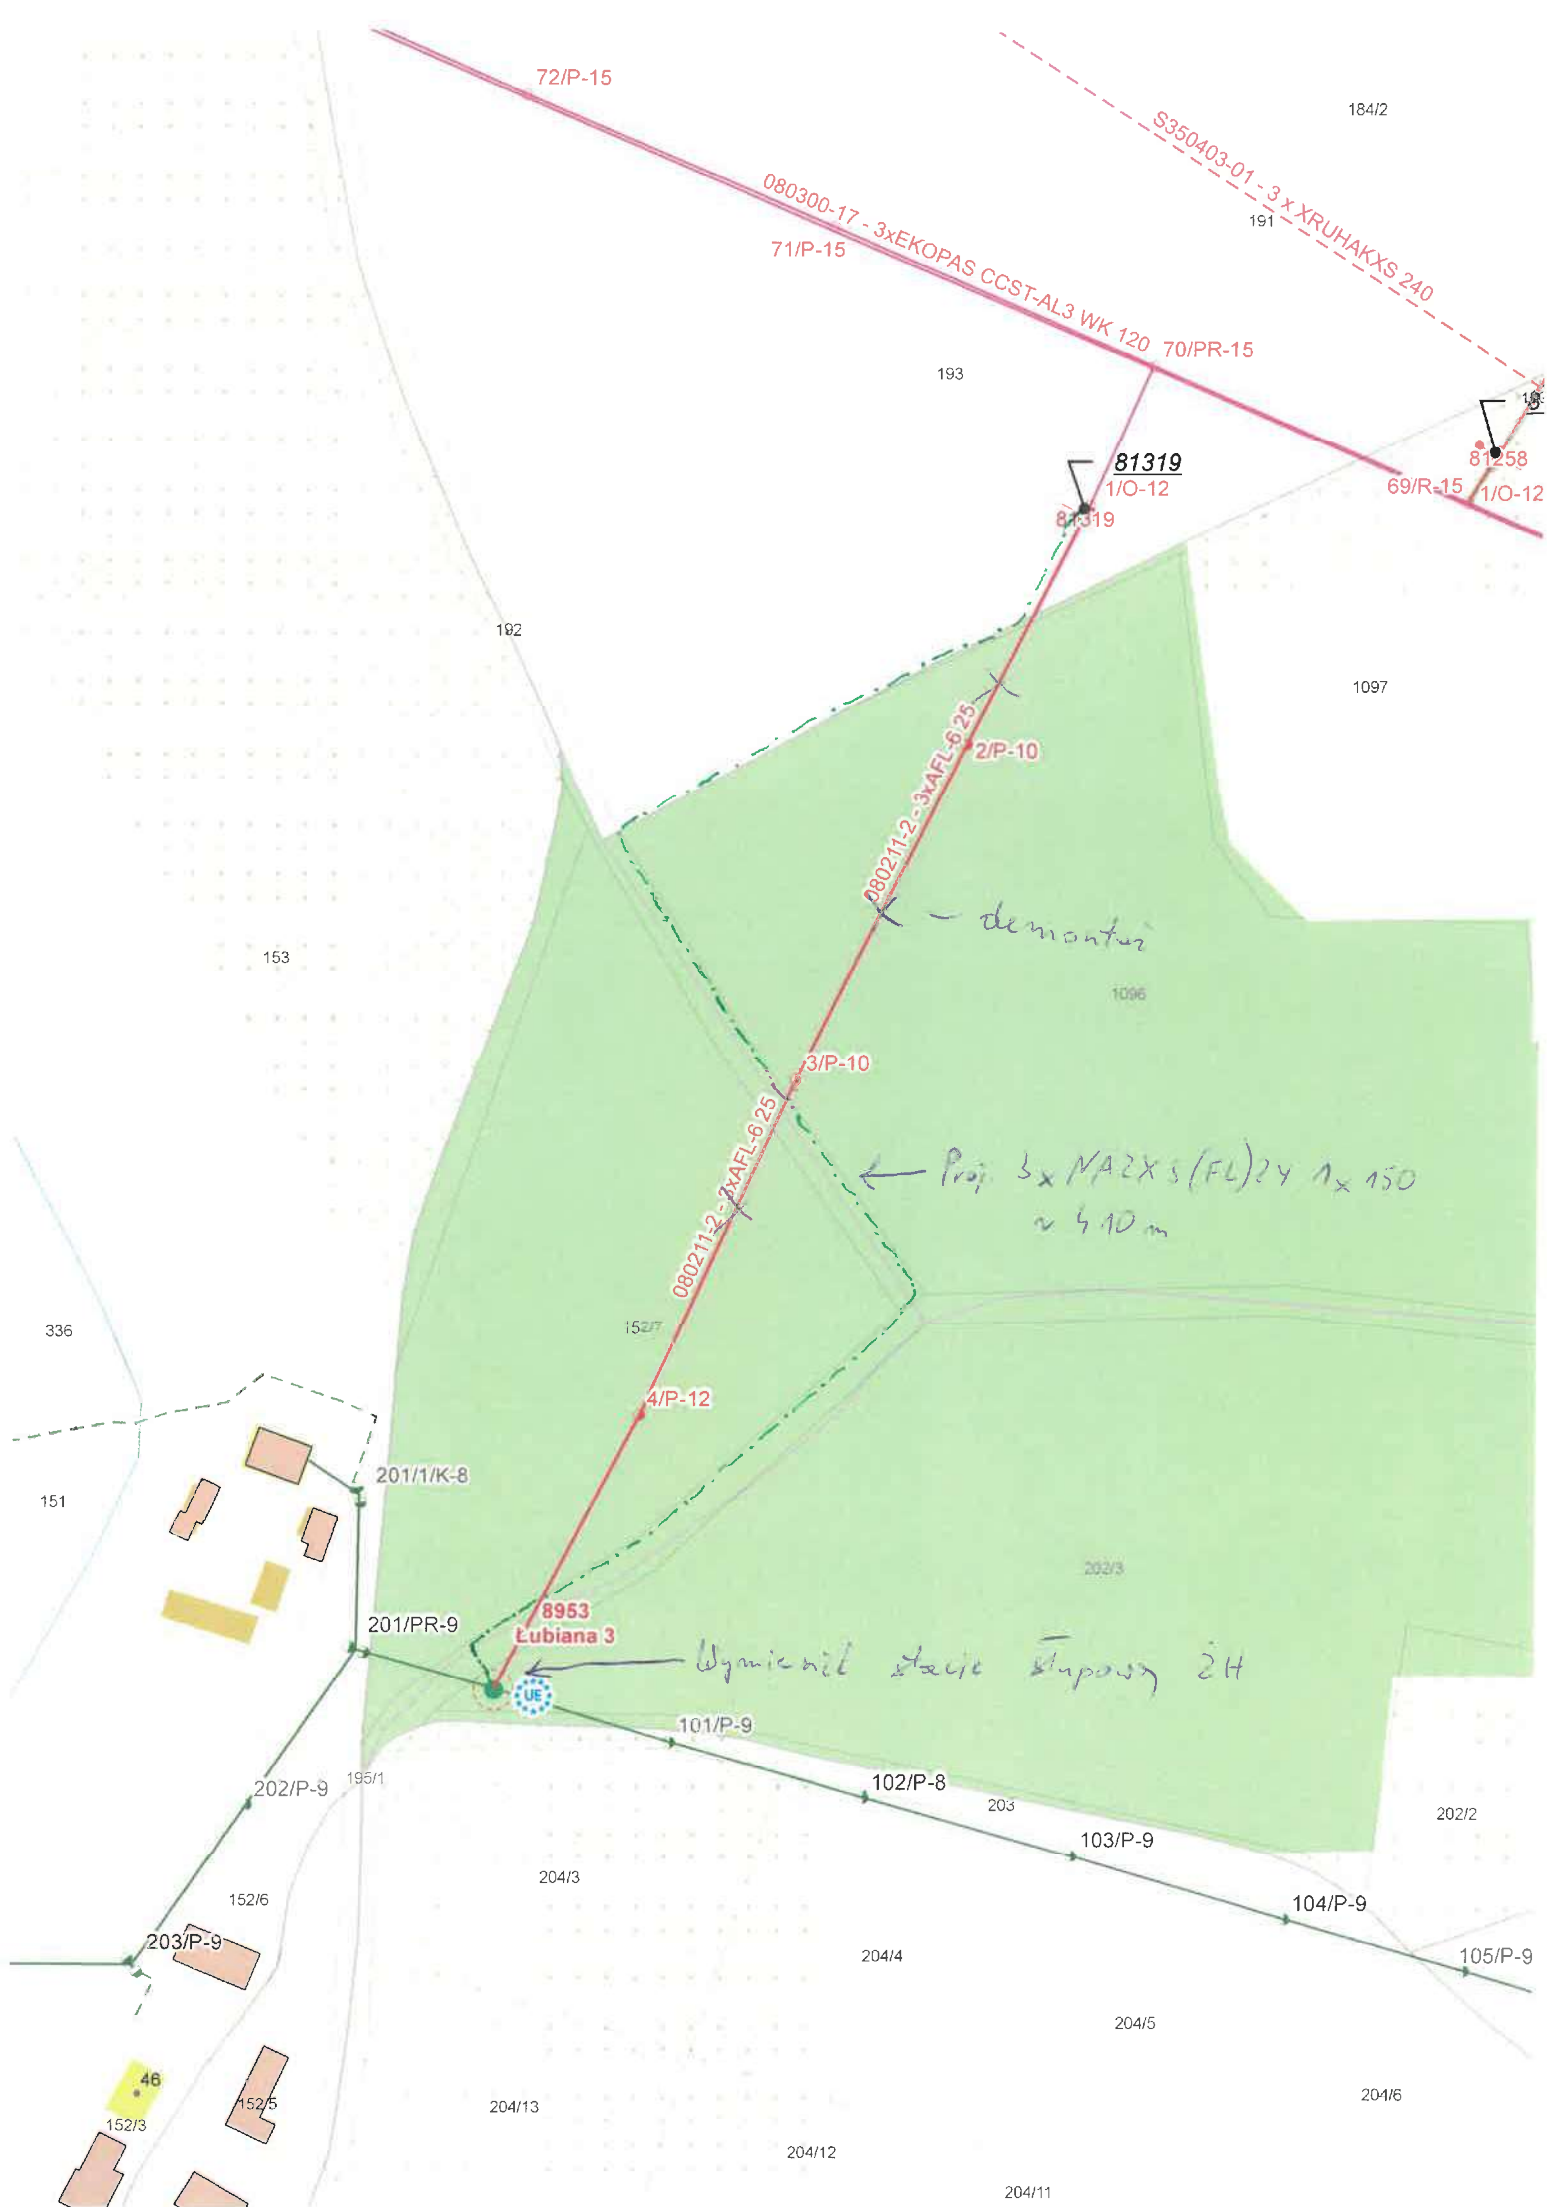 72/P-15
184/2
S350403-01 - 3 x XRUHAKXS 240
080300-17 - 3xEKOPAS CCST-AL3 WK 120
191
71/P-15
70/PR-15
193
81319
1/O-12
81319
81258
69/R-15
1/O-12
192
1097
080211-2 - 3xAFL-6 25
2/P-10
- demontaż
153
1096
3/P-10
080211-2 - 3xAFL-6 25
Proj. 3x NA2XS(FL)2Y 1x150
~ 410 m
336
152/7
4/P-12
201/1/K-8
151
202/3
8953
Łubiana 3
201/PR-9
Wymienić stację słupową ŻH
UE
101/P-9
195/1
202/P-9
102/P-8
203
202/2
103/P-9
204/3
152/6
104/P-9
203/P-9
204/4
105/P-9
204/5
46
204/6
152/5
204/13
152/3
204/12
204/11